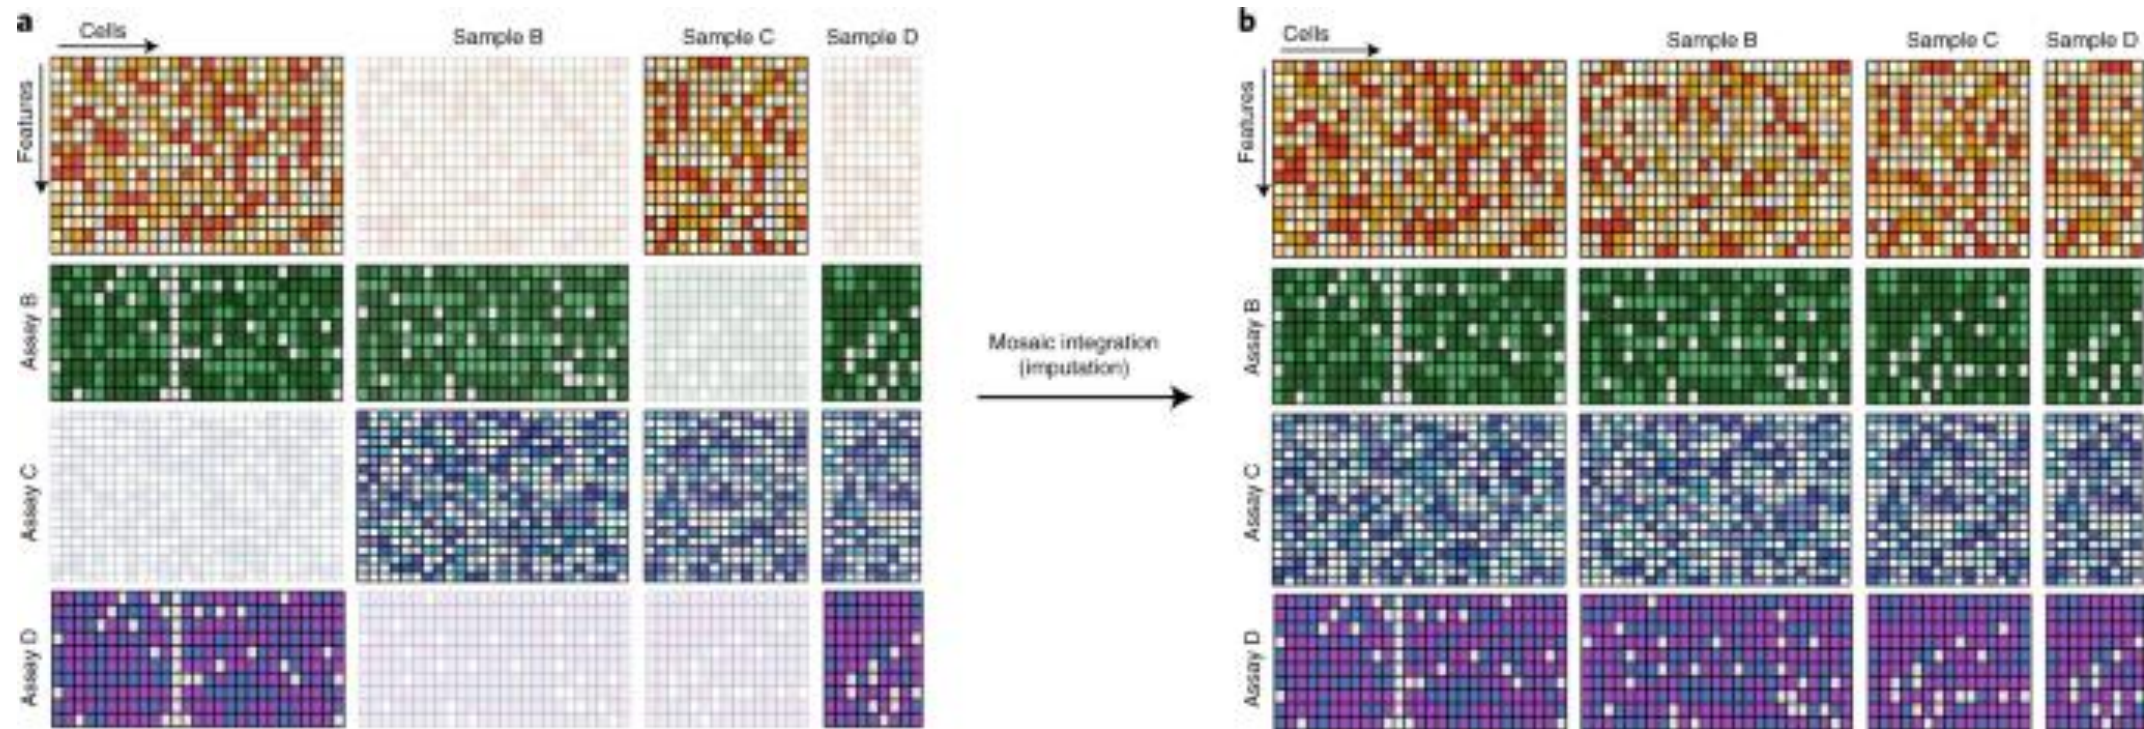 a
Cells
Sample B
Sample C
Sample D
Features
Assay B
Assay C
Assay D
Mosaic integration
(imputation)
b
Cells
Sample B
Sample C
Sample D
Features
Assay B
Assay C
Assay D